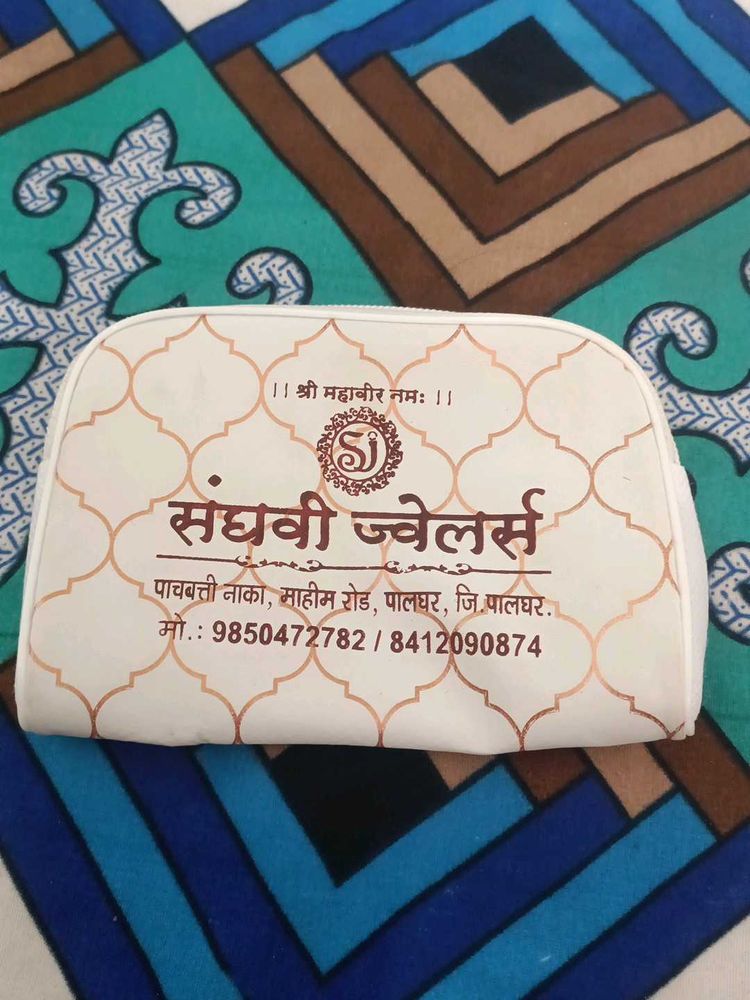 || श्री महावीर नमः ||
SJ
संघवी ज्वेलर्स
पाचबत्ती नाका, माहीम रोड, पालघर, जि.पालघर.
मो.: 9850472782 / 8412090874